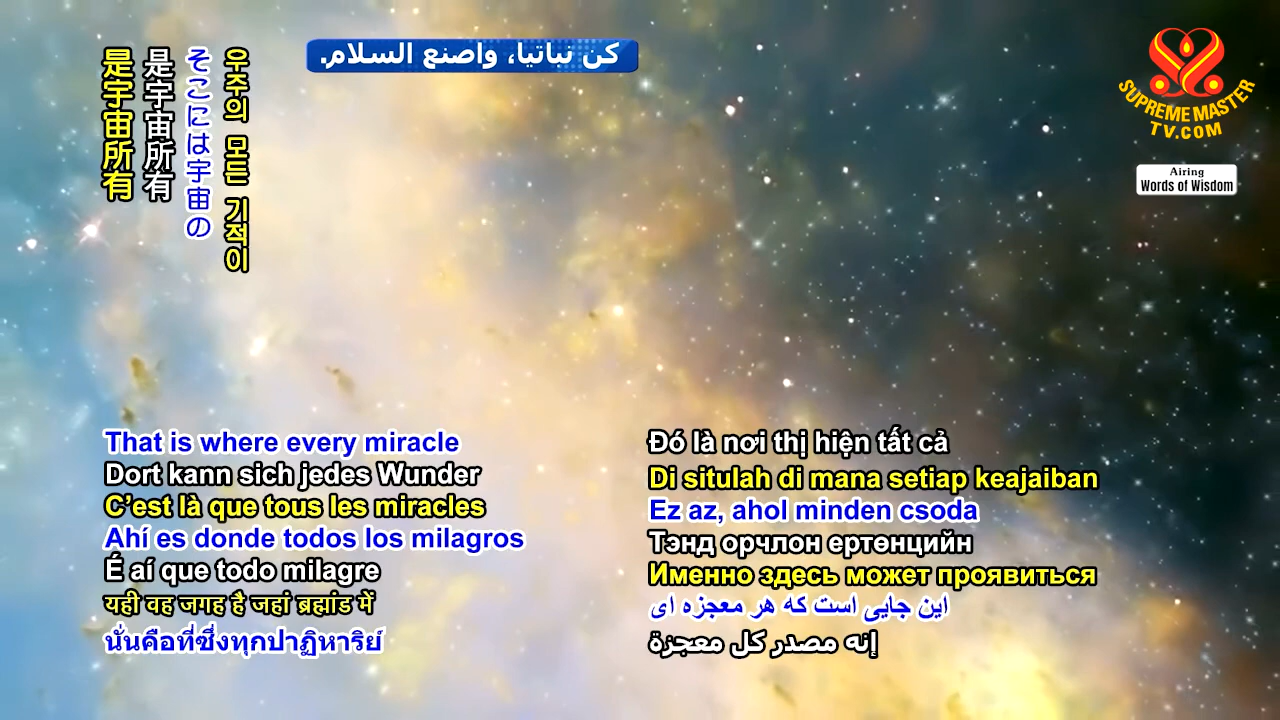 كن نباتيا، واصنع السلام.
SUPREME MASTER
TV.COM
Airing
Words of Wisdom
우주의 모든 기적이
そこには宇宙の
是宇宙所有
是宇宙所有
That is where every miracle
Dort kann sich jedes Wunder
C’est là que tous les miracles
Ahí es donde todos los milagros
É aí que todo milagre
यही वह जगह है जहां ब्रह्मांड में
นั่นคือที่ซึ่งทุกปาฏิหาริย์
Đó là nơi thị hiện tất cả
Di situlah di mana setiap keajaiban
Ez az, ahol minden csoda
Тэнд орчлон ертөнцийн
Именно здесь может проявиться
این جایی است که هر معجزه ای
إنه مصدر كل معجزة